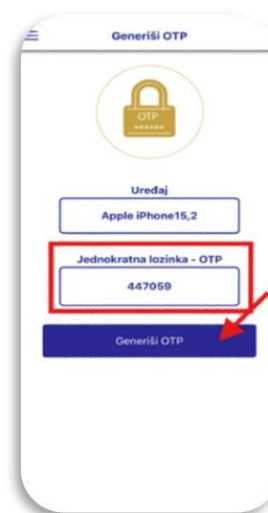 Generiši OTP
OTP
******
Uređaj
Apple iPhone15,2
Jednokratna lozinka - OTP
447059
Generiši OTP